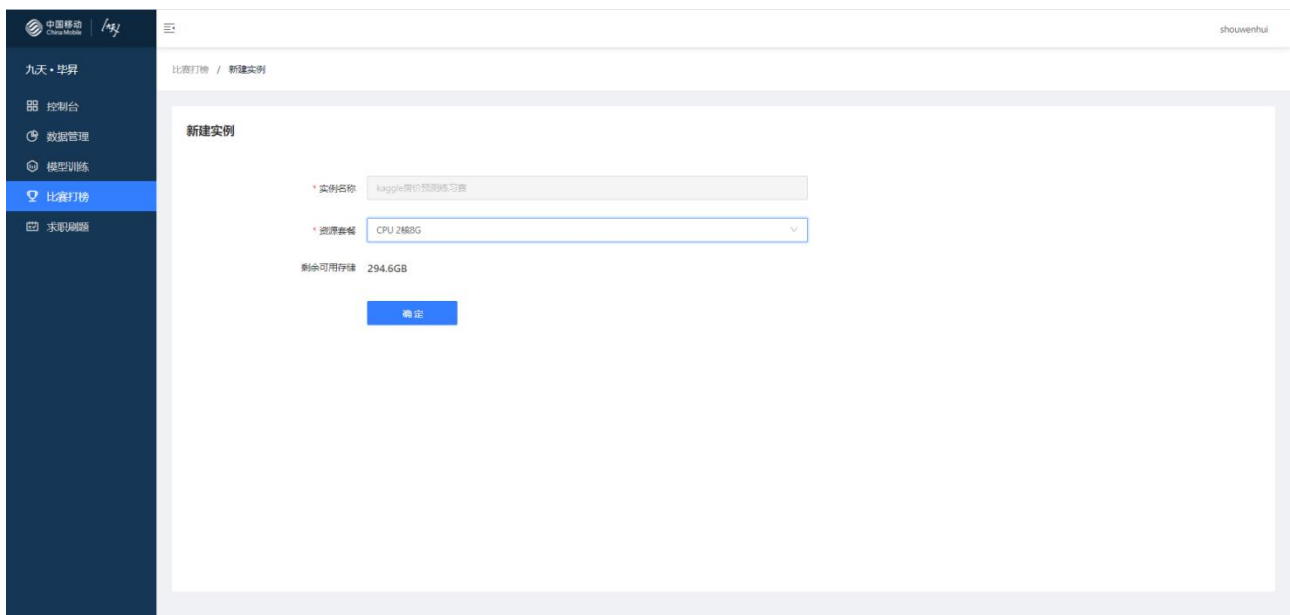 中国移动
China Mobile
shouwenhui
九天·毕昇
比赛打榜 / 新建实例
控制台
数据管理
模型训练
比赛打榜
求职刷题
新建实例
* 实例名称 kaggle房价预测练习赛
* 资源套餐 CPU 2核8G
剩余可用存储 294.6GB
确 定